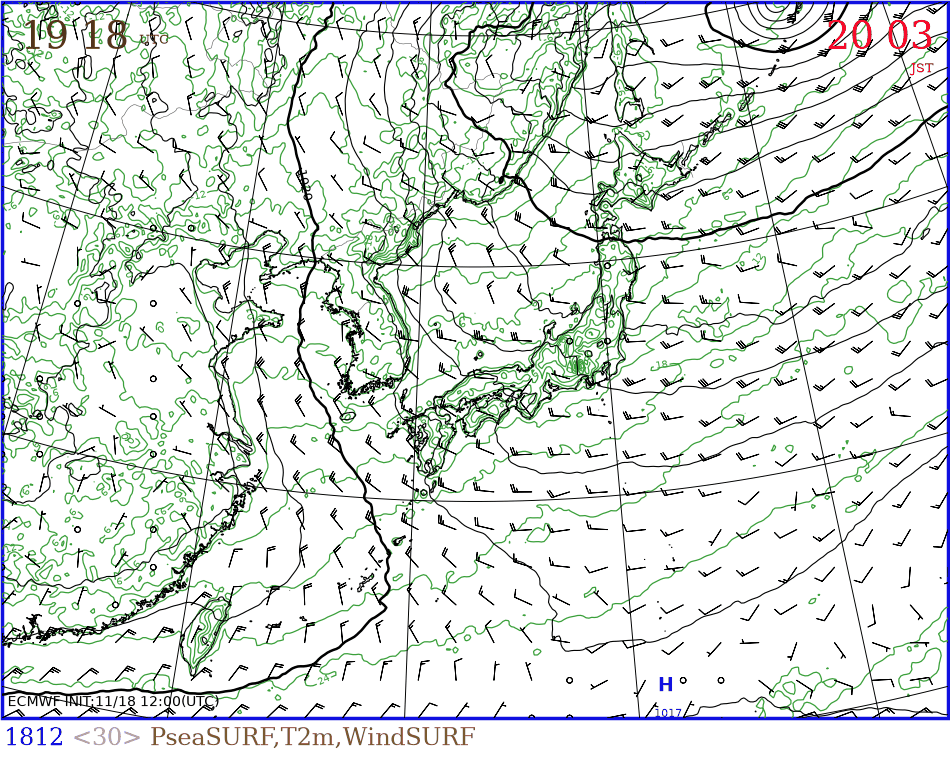 19 18 UTC
20 03
JST
H
1017
ECMWF INIT:11/18 12:00(UTC)
1812 <30> PseaSURF,T2m,WindSURF